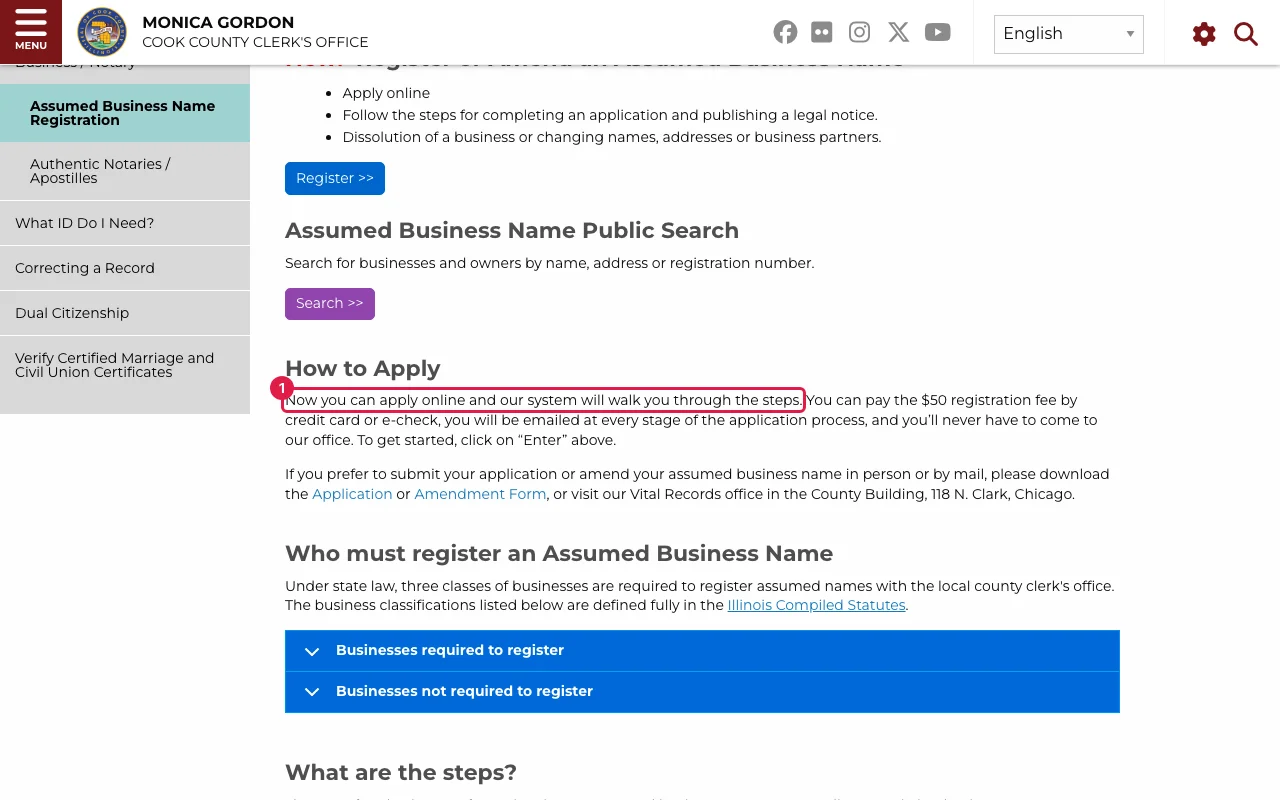 MENU
MONICA GORDON
COOK COUNTY CLERK'S OFFICE
English
Business / Notary
Assumed Business Name
Registration
Authentic Notaries /
Apostilles
What ID Do I Need?
Correcting a Record
Dual Citizenship
Verify Certified Marriage and
Civil Union Certificates
Register or Amend an Assumed Business Name
Apply online
Follow the steps for completing an application and publishing a legal notice.
Dissolution of a business or changing names, addresses or business partners.
Register >>
Assumed Business Name Public Search
Search for businesses and owners by name, address or registration number.
Search >>
How to Apply
1
Now you can apply online and our system will walk you through the steps. You can pay the $50 registration fee by
credit card or e-check, you will be emailed at every stage of the application process, and you’ll never have to come to
our office. To get started, click on “Enter” above.
If you prefer to submit your application or amend your assumed business name in person or by mail, please download
the Application or Amendment Form, or visit our Vital Records office in the County Building, 118 N. Clark, Chicago.
Who must register an Assumed Business Name
Under state law, three classes of businesses are required to register assumed names with the local county clerk's office.
The business classifications listed below are defined fully in the Illinois Compiled Statutes.
Businesses required to register
Businesses not required to register
What are the steps?